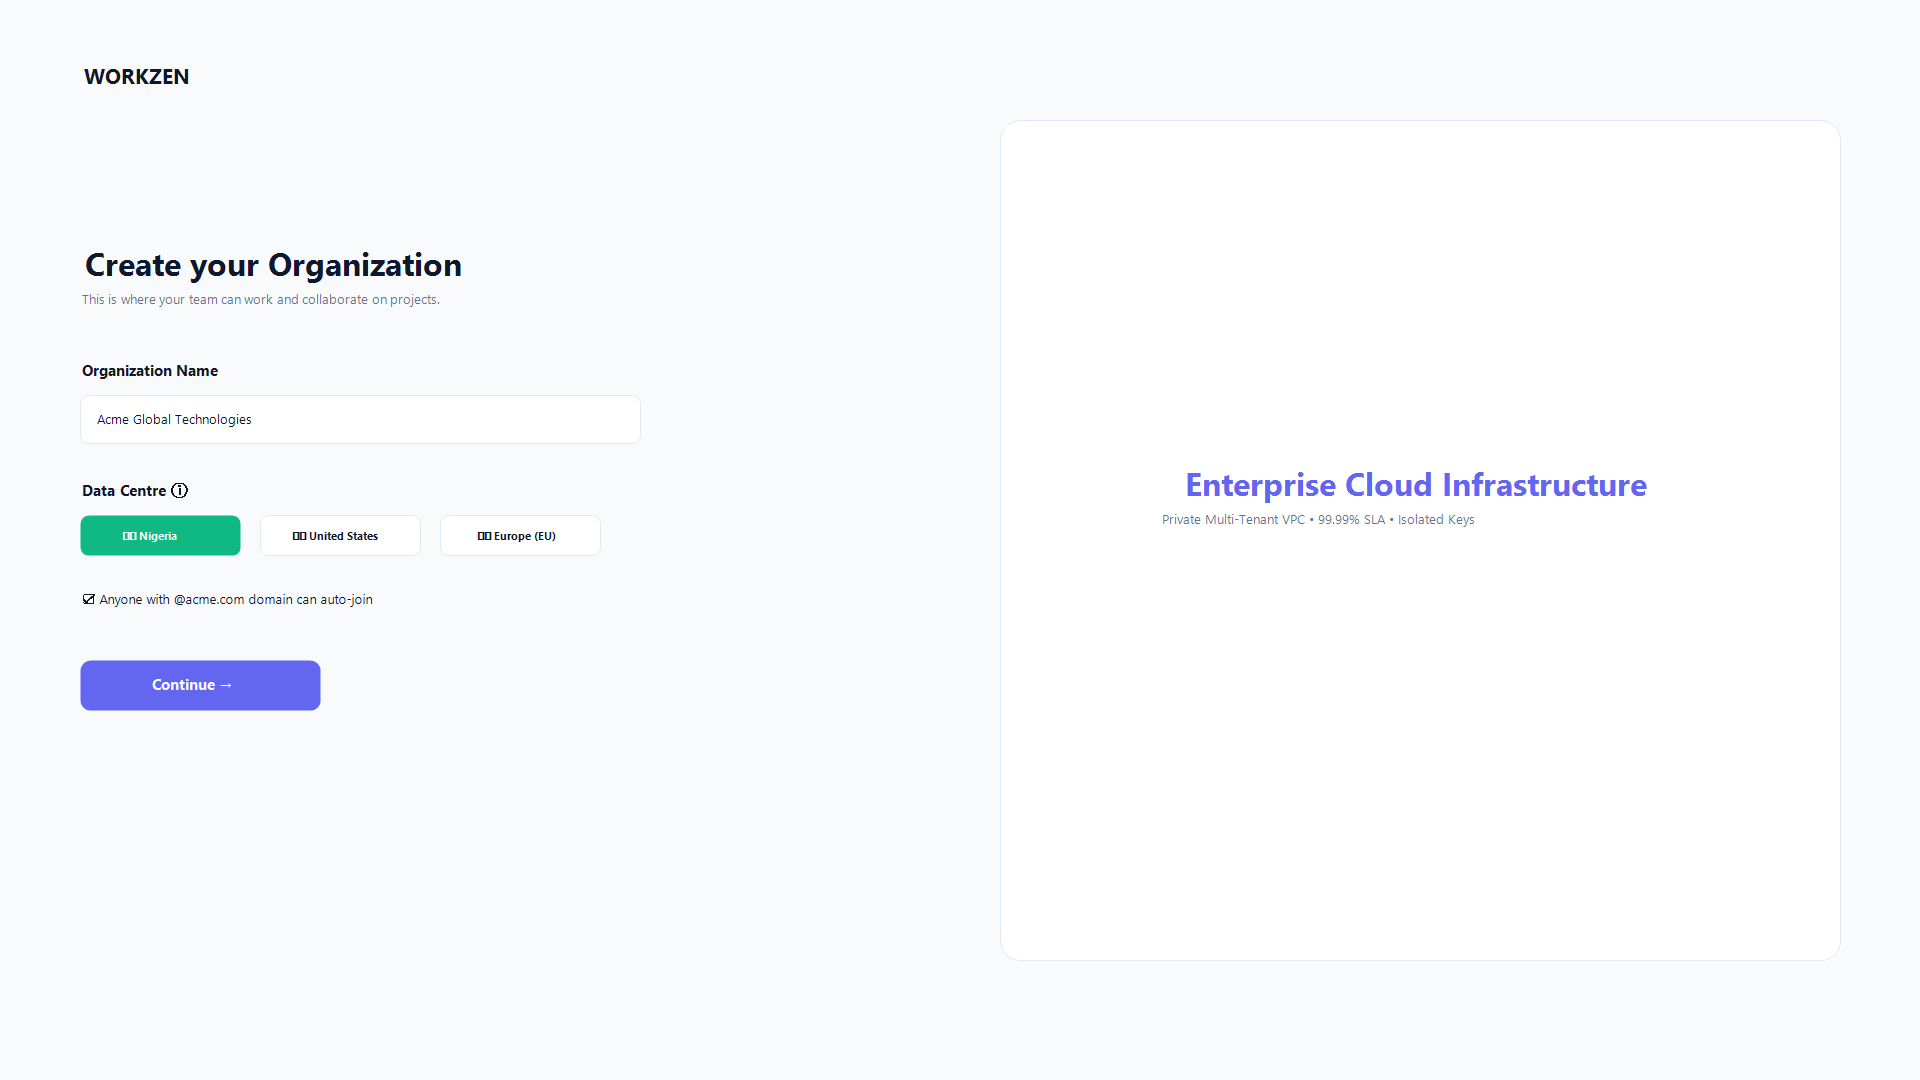 WORKZEN
Create your Organization
This is where your team can work and collaborate on projects.
Organization Name
Acme Global Technologies
Data Centre ⓘ
Nigeria
United States
Europe (EU)
☑ Anyone with @acme.com domain can auto-join
Continue →
Enterprise Cloud Infrastructure
Private Multi-Tenant VPC • 99.99% SLA • Isolated Keys